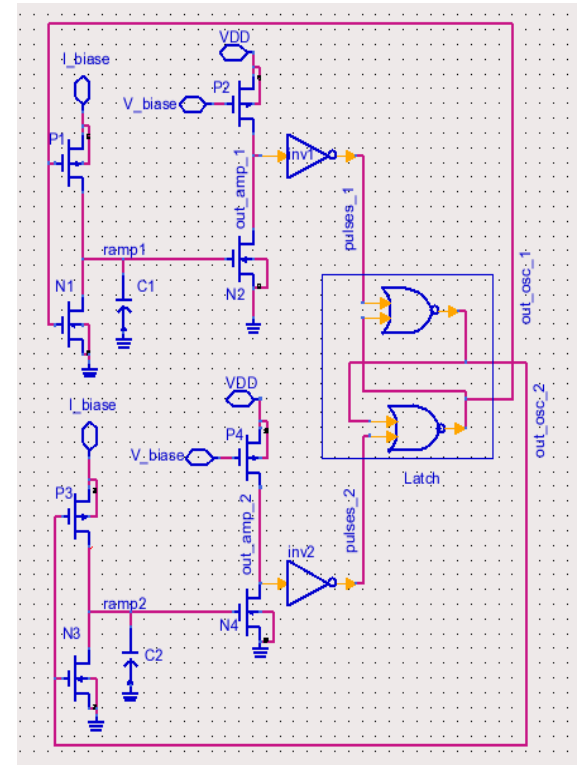 I_biase
P1
N1
ramp1
C1
VDD
P2
V_biase
out_amp_1
N2
inv1
pulses_1
out_osc_1
out_osc_2
Latch
I_biase
P3
N3
ramp2
C2
VDD
P4
V_biase
out_amp_2
N4
inv2
pulses_2